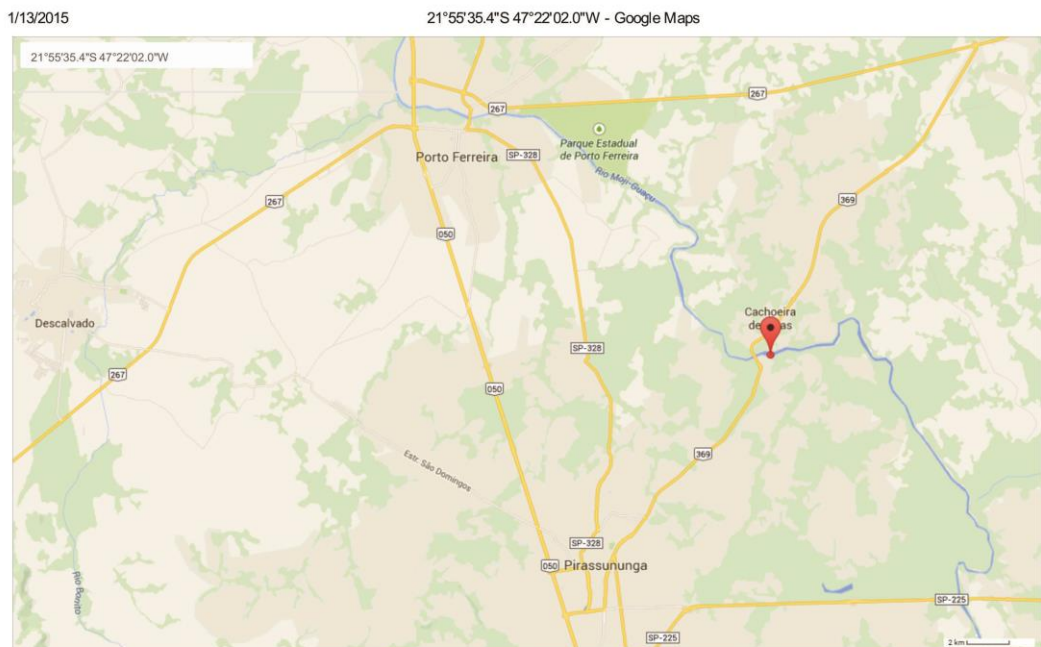 1/13/2015
21°55'35.4"S 47°22'02.0"W - Google Maps
21°55'35.4"S 47°22'02.0"W
267
267
Parque Estadual
de Porto Ferreira
Porto Ferreira
SP-328
Rio Moji-Guaçu
267
369
050
Cachoeira
Descalvado
SP-328
267
050
369
Estr. São Domingos
SP-328
050
Pirassununga
Rio Bonito
SP-225
SP-225
2 km